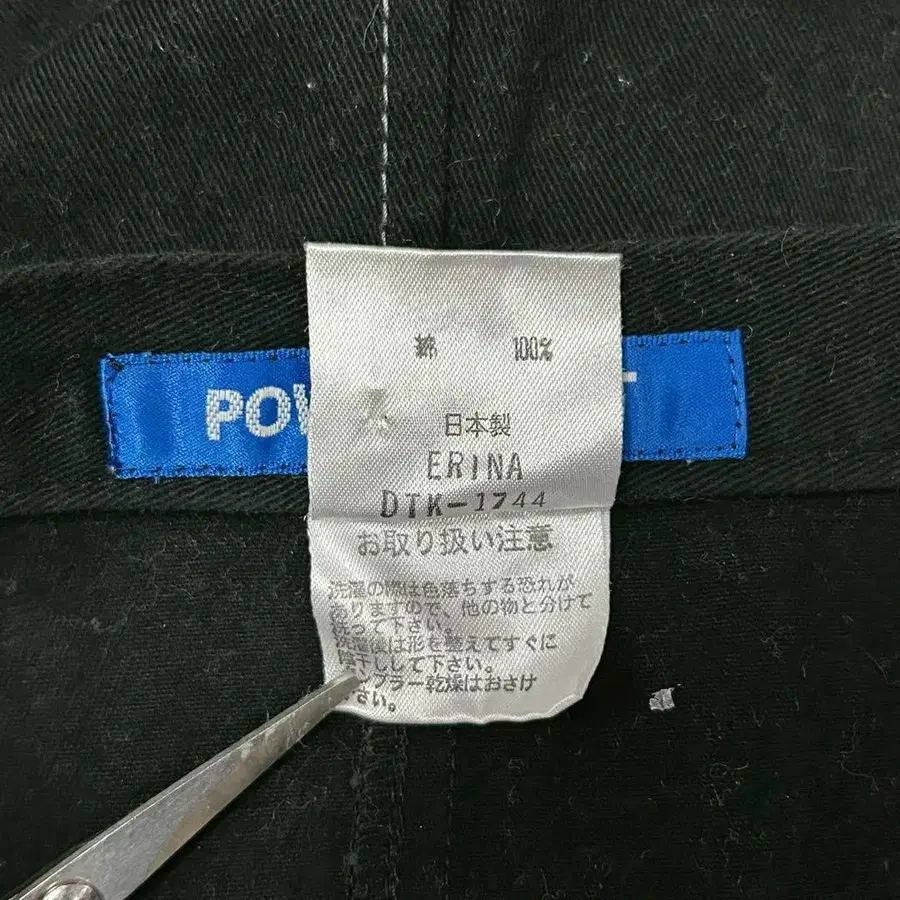 綿 100%
POW T
日本製
ERINA
DTK-1744
お取り扱い注意
洗濯の際は色落ちする恐れが
ありますので、他の物と分けて
洗って下さい。
洗濯後は形を整えてすぐに
陰干しして下さい。
タンブラー乾燥はおさけ
下さい。